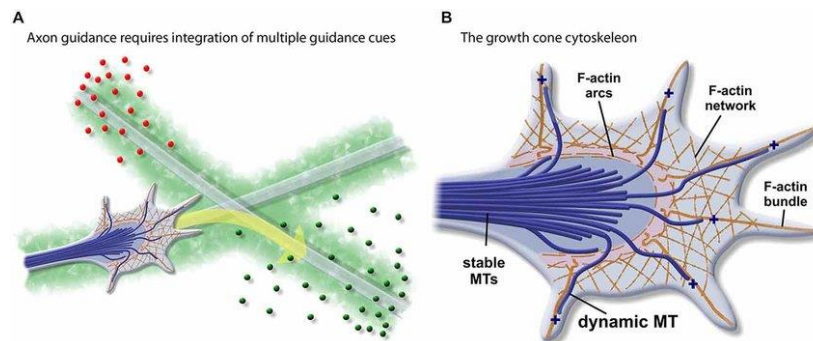 A
Axon guidance requires integration of multiple guidance cues
B
The growth cone cytoskeleon
F-actin
arcs
F-actin
network
F-actin
bundle
stable
MTs
dynamic MT
+
+
+
+
+
+